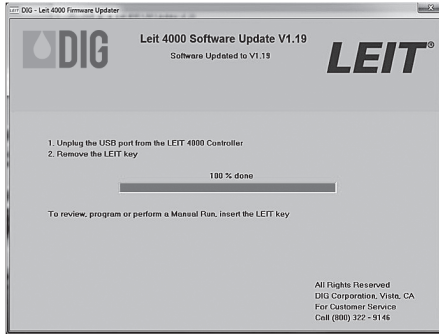 DIG - Leit 4000 Firmware Updater
DIG
Leit 4000 Software Update V1.19
Software Updated to V1.19
LEIT®
1. Unplug the USB port from the LEIT 4000 Controller
2. Remove the LEIT key
100 % done
To review, program or perform a Manual Run, insert the LEIT key
All Rights Reserved
DIG Corporation, Vista, CA
For Customer Service
Call (800) 322 - 9146